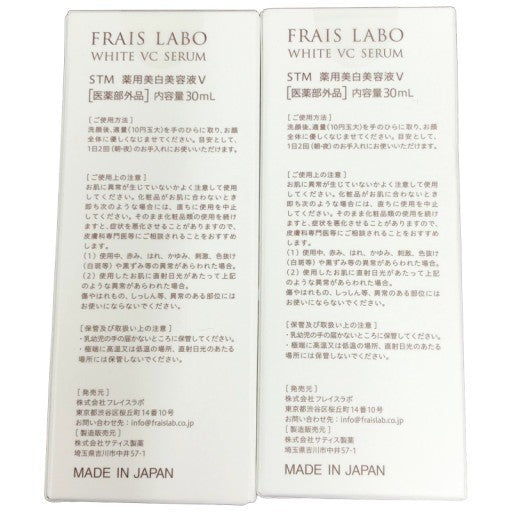 FRAIS LABO
WHITE VC SERUM
STM 薬用美白美容液V
[医薬部外品] 内容量30mL
[ご使用方法]
洗顔後、適量(10円玉大)を手のひらに取り、お顔
全体に優しくなじませてください。目安として、
1日2回(朝・夜)のお手入れにお使いいただけます。
[ご使用上の注意]
お肌に異常が生じていないかよく注意して使用
してください。化粧品がお肌に合わないとき
即ち次のような場合には、直ちに使用を中止
してください。そのまま化粧品類の使用を続け
ますと、症状を悪化させることがありますので、
皮膚科専門医等にご相談されることをおすすめ
します。
(1)使用中、赤み、はれ、かゆみ、刺激、色抜け
(白斑等)や黒ずみ等の異常があらわれた場合。
(2)使用したお肌に直射日光があたって上記
のような異常があらわれた場合。
傷やはれもの、しっしん等、異常のある部位には
お使いにならないでください。
[保管及び取扱い上の注意]
・乳幼児の手の届かないところに保管してください。
・極端に高温又は低温の場所、直射日光のあたる
場所には保管しないでください。
[発売元]
株式会社フレイスラボ
東京都渋谷区桜丘町14番10号
お問い合わせ先:info@fraislab.co.jp
[製造販売元]
株式会社サティス製薬
埼玉県吉川市中井57-1
MADE IN JAPAN
FRAIS LABO
WHITE VC SERUM
STM 薬用美白美容液V
[医薬部外品] 内容量30mL
[ご使用方法]
洗顔後、適量(10円玉大)を手のひらに取り、お顔
全体に優しくなじませてください。目安として、
1日2回(朝・夜)のお手入れにお使いいただけます。
[ご使用上の注意]
お肌に異常が生じていないかよく注意して使用
してください。化粧品がお肌に合わないとき
即ち次のような場合には、直ちに使用を中止
してください。そのまま化粧品類の使用を続け
ますと、症状を悪化させることがありますので、
皮膚科専門医等にご相談されることをおすすめ
します。
(1)使用中、赤み、はれ、かゆみ、刺激、色抜け
(白斑等)や黒ずみ等の異常があらわれた場合。
(2)使用したお肌に直射日光があたって上記
のような異常があらわれた場合。
傷やはれもの、しっしん等、異常のある部位には
お使いにならないでください。
[保管及び取扱い上の注意]
・乳幼児の手の届かないところに保管してください。
・極端に高温又は低温の場所、直射日光のあたる
場所には保管しないでください。
[発売元]
株式会社フレイスラボ
東京都渋谷区桜丘町14番10号
お問い合わせ先:info@fraislab.co.jp
[製造販売元]
株式会社サティス製薬
埼玉県吉川市中井57-1
MADE IN JAPAN